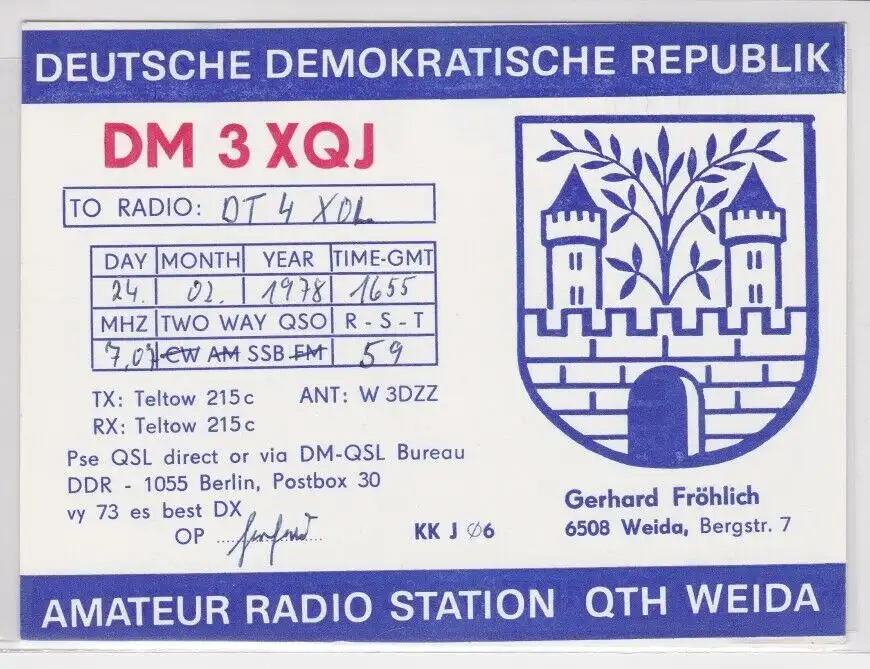 DEUTSCHE DEMOKRATISCHE REPUBLIK
DM 3 XQJ
TO RADIO: DT 4 XOL
DAY MONTH YEAR TIME-GMT
24. 02. 1978 1655
MHZ TWO WAY QSO R - S - T
7,07 CW AM SSB FM 59
TX: Teltow 215c ANT: W 3DZZ
RX: Teltow 215c
Pse QSL direct or via DM-QSL Bureau
DDR - 1055 Berlin, Postbox 30
vy 73 es best DX
OP
KK J Ø6
Gerhard Fröhlich
6508 Weida, Bergstr. 7
AMATEUR RADIO STATION QTH WEIDA